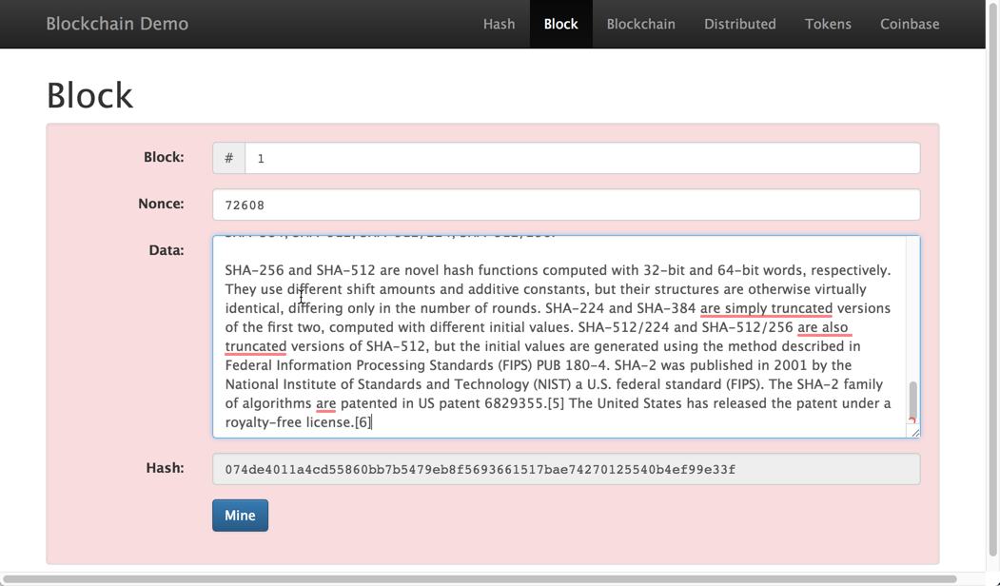 Blockchain Demo
Hash
Block
Blockchain
Distributed
Tokens
Coinbase
Block
Block:
#
1
Nonce:
72608
Data:
SHA-256 and SHA-512 are novel hash functions computed with 32-bit and 64-bit words, respectively.
They use different shift amounts and additive constants, but their structures are otherwise virtually
identical, differing only in the number of rounds. SHA-224 and SHA-384 are simply truncated versions
of the first two, computed with different initial values. SHA-512/224 and SHA-512/256 are also
truncated versions of SHA-512, but the initial values are generated using the method described in
Federal Information Processing Standards (FIPS) PUB 180-4. SHA-2 was published in 2001 by the
National Institute of Standards and Technology (NIST) a U.S. federal standard (FIPS). The SHA-2 family
of algorithms are patented in US patent 6829355.[5] The United States has released the patent under a
royalty-free license.[6]
Hash:
074de4011a4cd55860bb7b5479eb8f5693661517bae74270125540b4ef99e33f
Mine